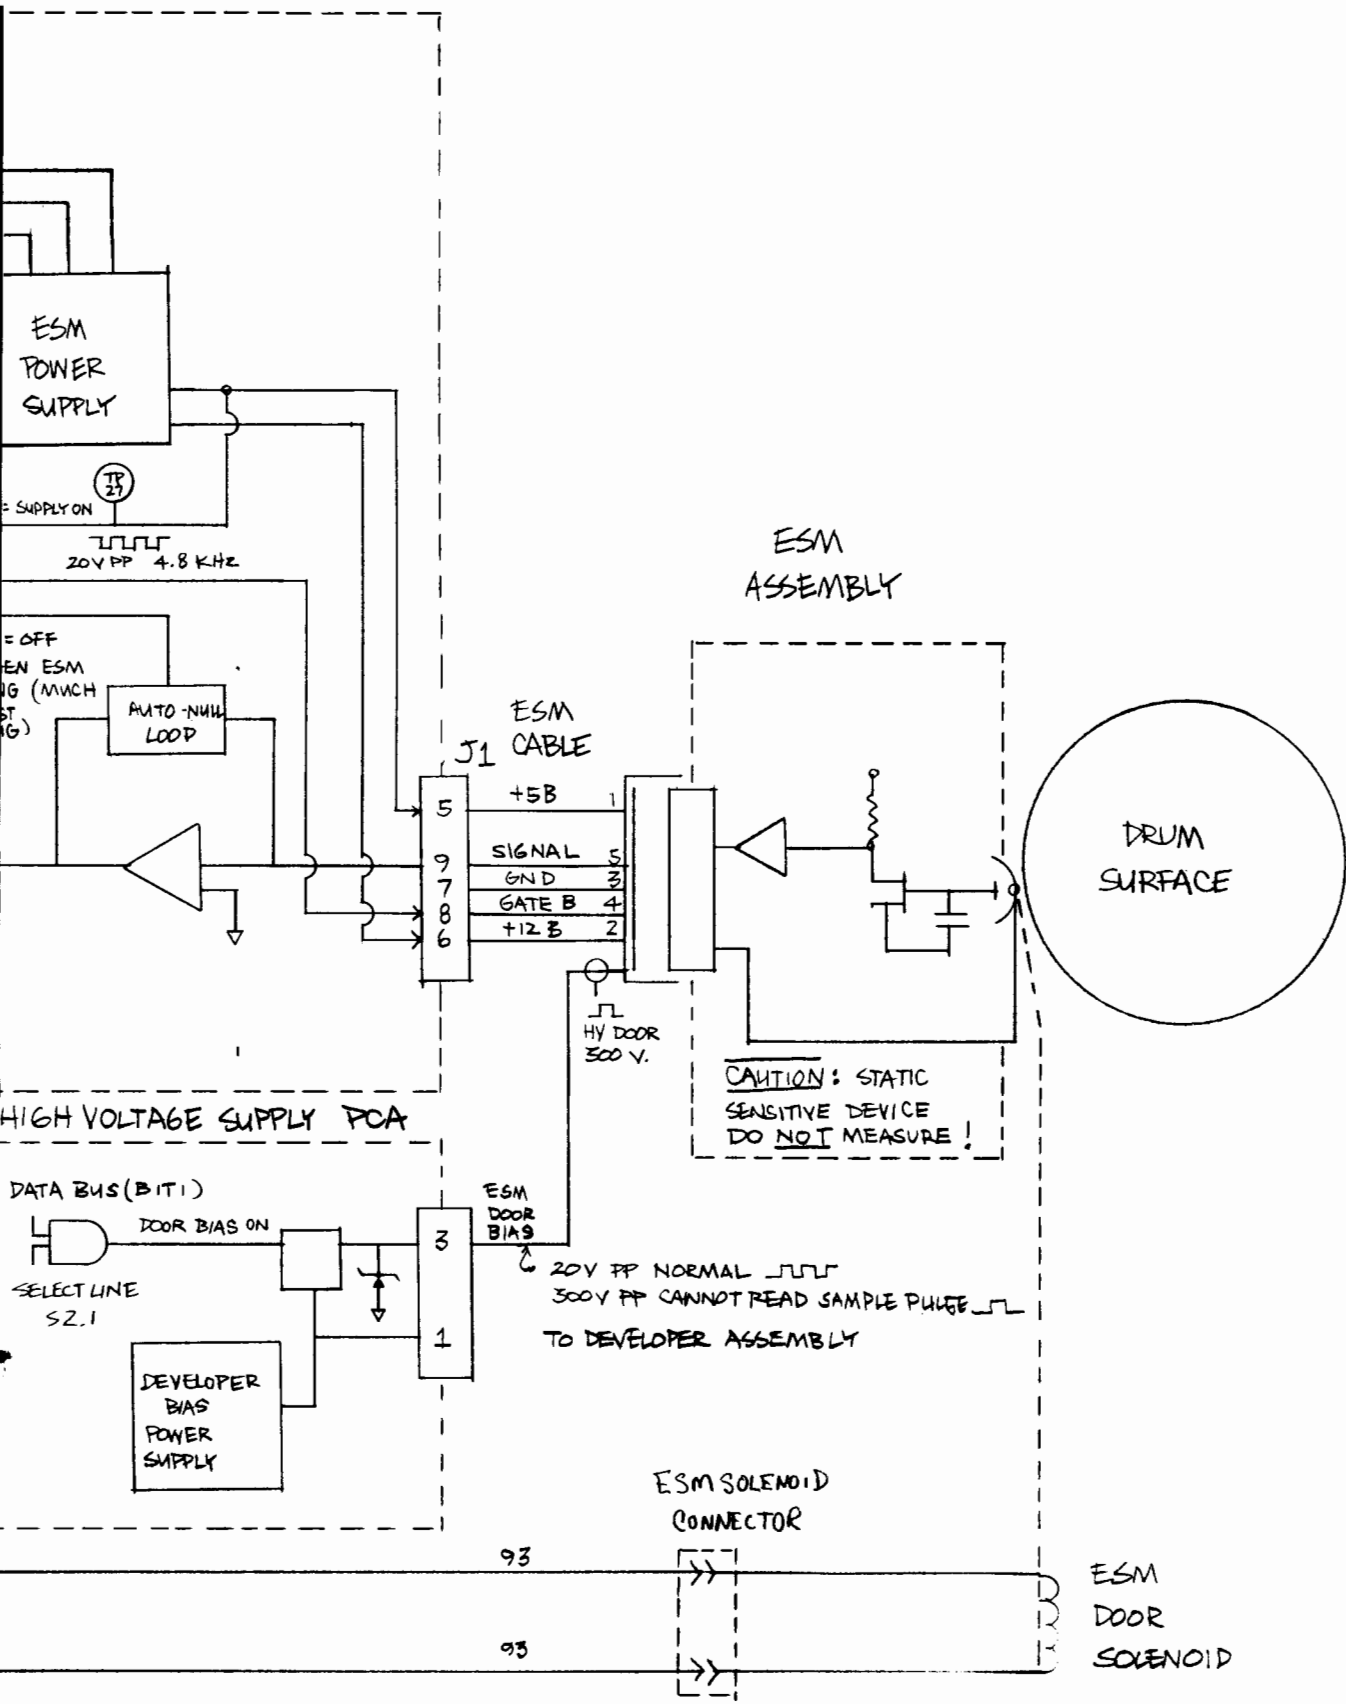 ESM
POWER
SUPPLY
TP
27
= SUPPLY ON
20V PP 4.8 KHz
= OFF
EN ESM
(MUCH
AUTO-NULL
LOOP
ESM
CABLE
J1
5
+5B
1
9
SIGNAL
5
7
GND
3
8
GATE B
4
6
+12 B
2
HV DOOR
300 V.
ESM
ASSEMBLY
CAUTION: STATIC
SENSITIVE DEVICE
DO NOT MEASURE!
DRUM
SURFACE
HIGH VOLTAGE SUPPLY PCA
DATA BUS (BIT1)
DOOR BIAS ON
SELECT LINE
S2.1
3
1
ESM
DOOR
BIAS
20V PP NORMAL
300V PP CANNOT READ SAMPLE PULSE
TO DEVELOPER ASSEMBLY
DEVELOPER
BIAS
POWER
SUPPLY
ESM SOLENOID
CONNECTOR
93
93
ESM
DOOR
SOLENOID